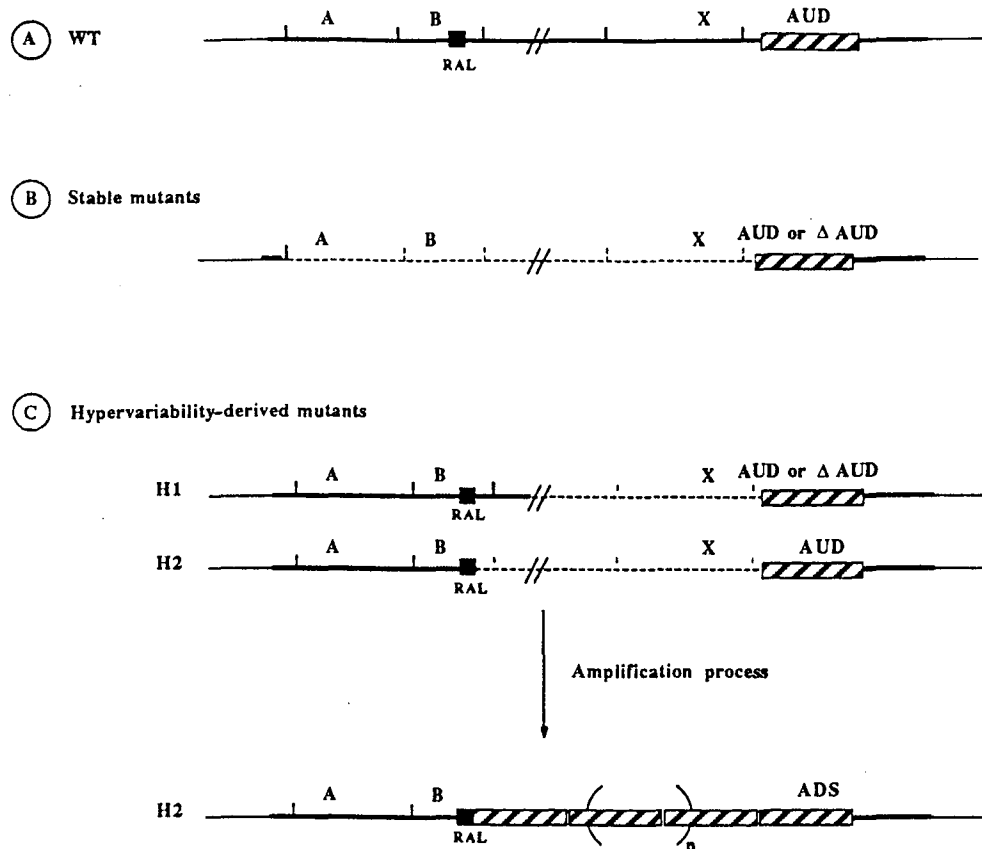 A WT A B X AUD
RAL
B Stable mutants
A B X AUD or Δ AUD
C Hypervariability-derived mutants
H1 A B X AUD or Δ AUD
RAL
H2 A B X AUD
RAL
Amplification process
H2 A B ADS
RAL n